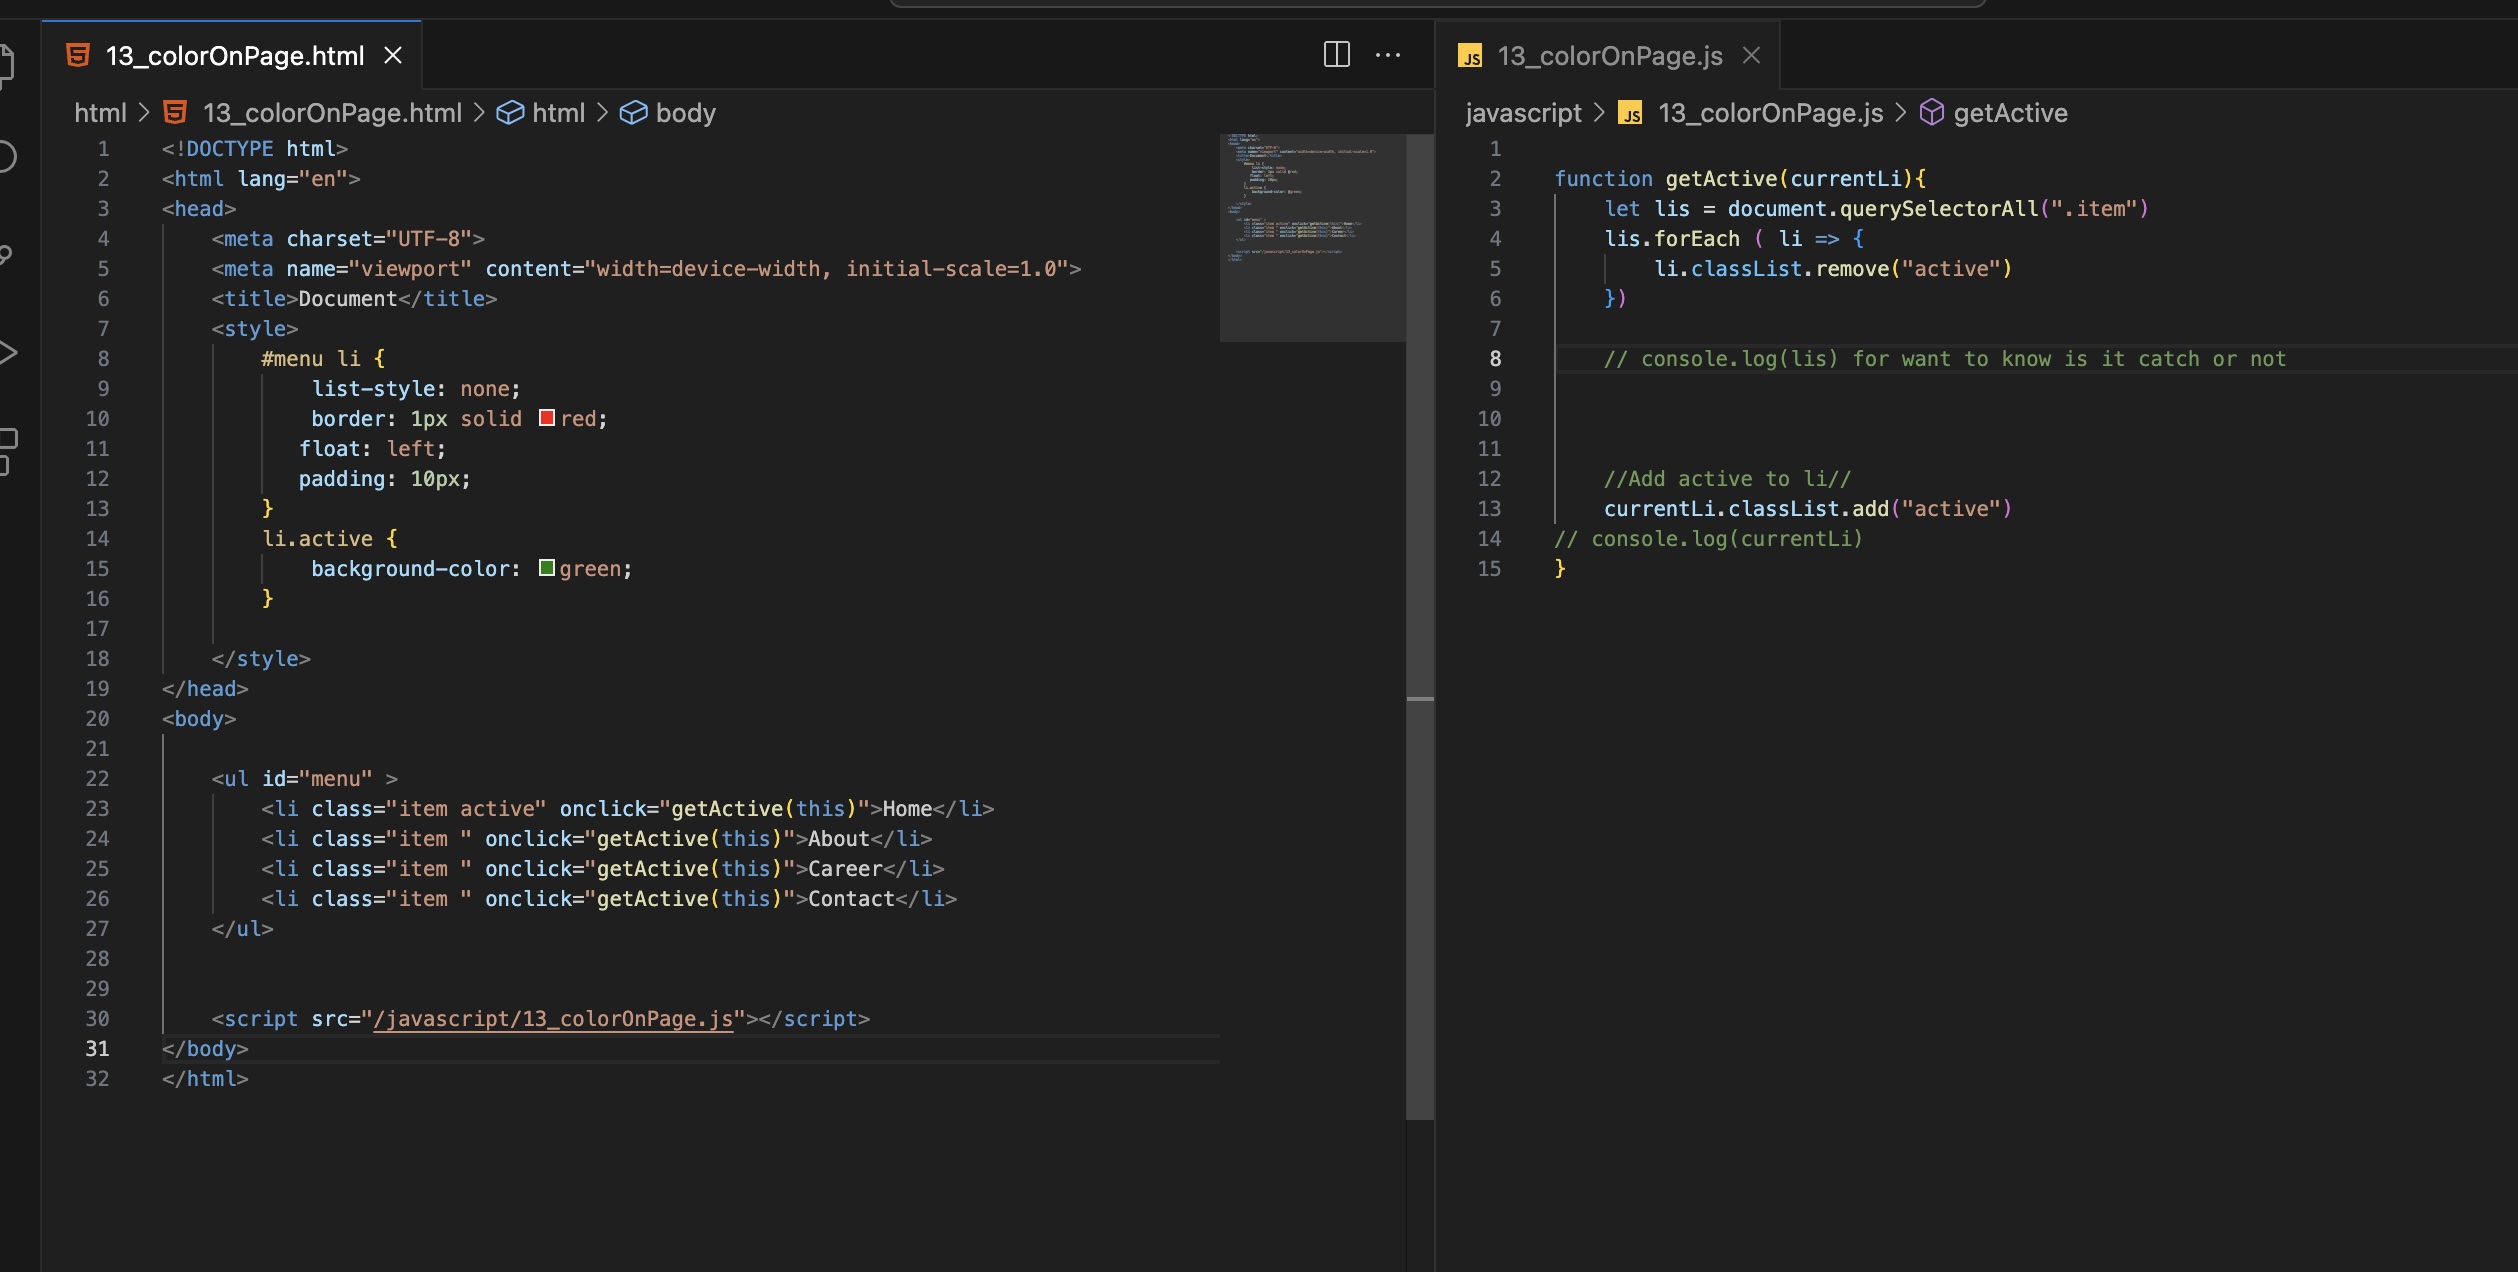 13_colorOnPage.html
html > 13_colorOnPage.html > html > body
1 <!DOCTYPE html>
2 <html lang="en">
3 <head>
4     <meta charset="UTF-8">
5     <meta name="viewport" content="width=device-width, initial-scale=1.0">
6     <title>Document</title>
7     <style>
8         #menu li {
9             list-style: none;
10             border: 1px solid red;
11            float: left;
12            padding: 10px;
13         }
14         li.active {
15             background-color: green;
16         }
17
18     </style>
19 </head>
20 <body>
21
22     <ul id="menu" >
23         <li class="item active" onclick="getActive(this)">Home</li>
24         <li class="item " onclick="getActive(this)">About</li>
25         <li class="item " onclick="getActive(this)">Career</li>
26         <li class="item " onclick="getActive(this)">Contact</li>
27     </ul>
28
29
30     <script src="/javascript/13_colorOnPage.js"></script>
31 </body>
32 </html>
JS 13_colorOnPage.js
javascript > JS 13_colorOnPage.js > getActive
1
2 function getActive(currentLi){
3     let lis = document.querySelectorAll(".item")
4     lis.forEach ( li => {
5         li.classList.remove("active")
6     })
7
8     // console.log(lis) for want to know is it catch or not
9
10
11
12     //Add active to li//
13     currentLi.classList.add("active")
14 // console.log(currentLi)
15 }